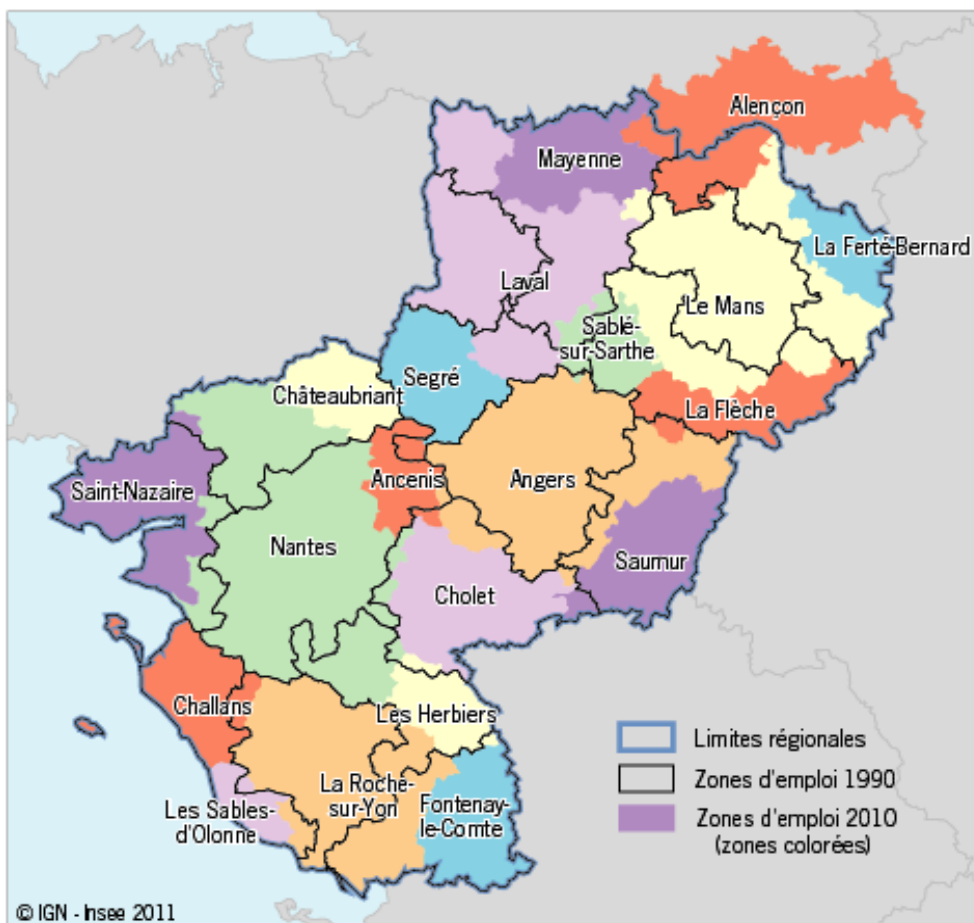 Alençon
Mayenne
La Ferté-Bernard
Laval
Le Mans
Sablé-
sur-Sarthe
Segré
Châteaubriant
La Flèche
Ancenis
Angers
Saint-Nazaire
Nantes
Saumur
Cholet
Challans
Les Herbiers
La Roche-
sur-Yon
Les Sables-
d'Olonne
Fontenay-
le-Comte
Limites régionales
Zones d'emploi 1990
Zones d'emploi 2010
(zones colorées)
© IGN - Insee 2011